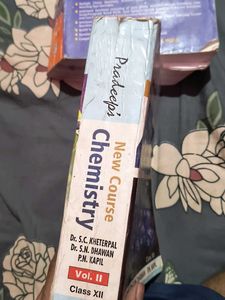 Pradeep's
New Course
Chemistry
Dr. S.C. KHETERPAL
Dr. S.N. DHAWAN
P.N. KAPIL
Vol. II
Class XII